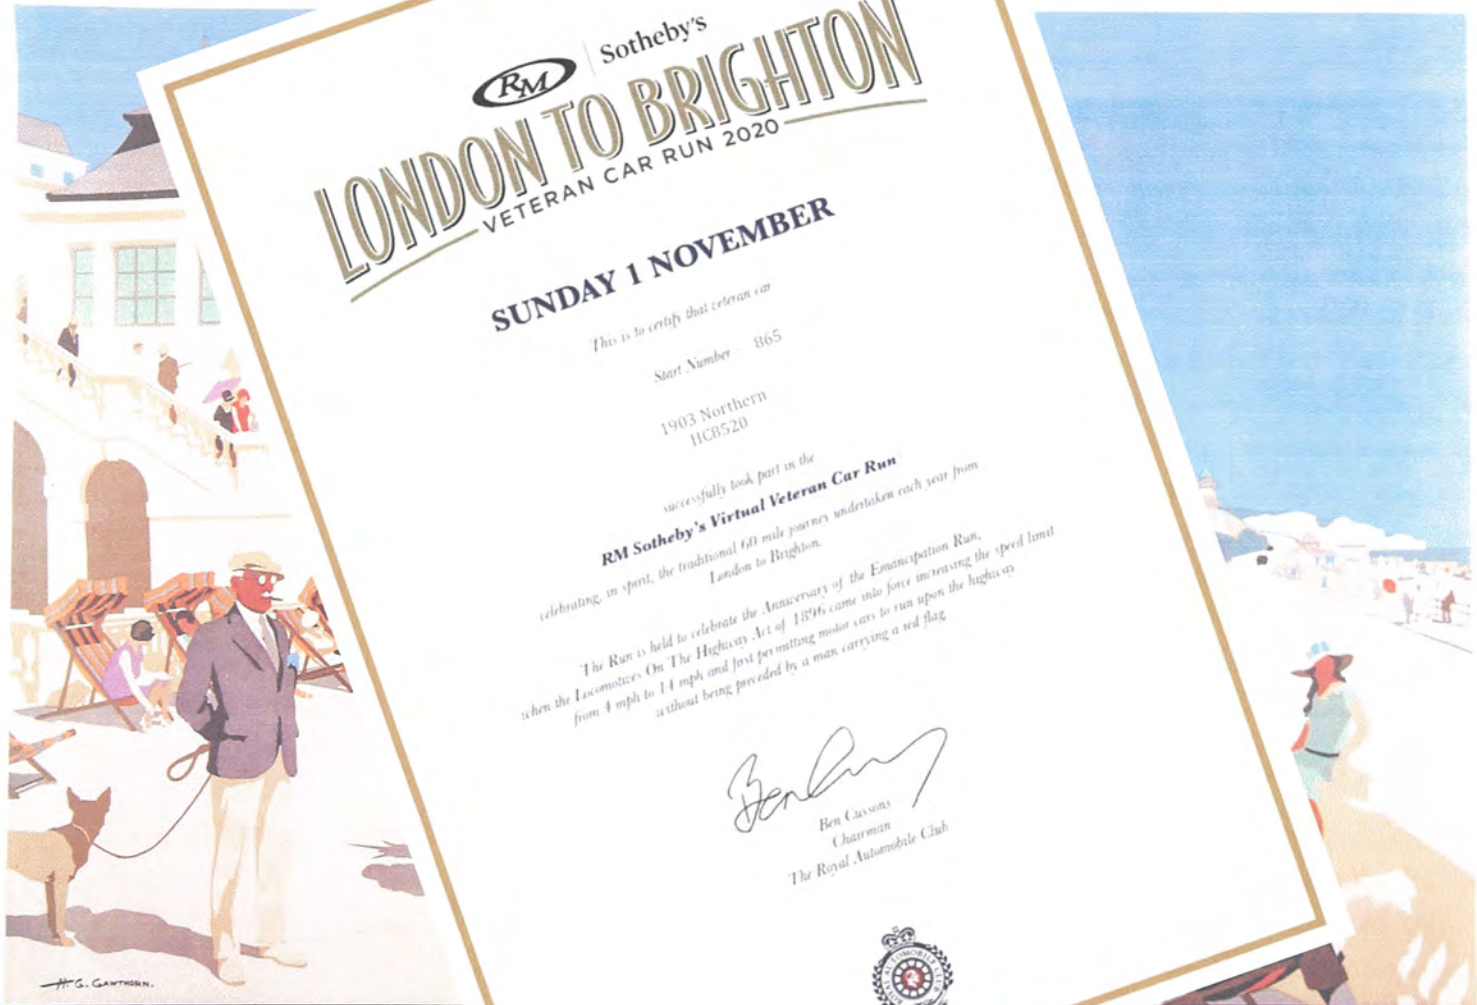 RM Sotheby's
LONDON TO BRIGHTON
VETERAN CAR RUN 2020
SUNDAY 1 NOVEMBER
This is to certify that veteran car
Start Number 865
1903 Northern
HC8520
successfully took part in the
RM Sotheby's Virtual Veteran Car Run
celebrating, in spirit, the traditional 60 mile journey undertaken each year from
London to Brighton.
The Run is held to celebrate the Anniversary of the Emancipation Run,
when the Locomotives On The Highway Act of 1896 came into force increasing the speed limit
from 4 mph to 14 mph and first permitting motor cars to run upon the highway
without being preceded by a man carrying a red flag
Ben Cussons
Chairman
The Royal Automobile Club
ROYAL AUTOMOBILE CLUB
H. G. GAWTHORN.